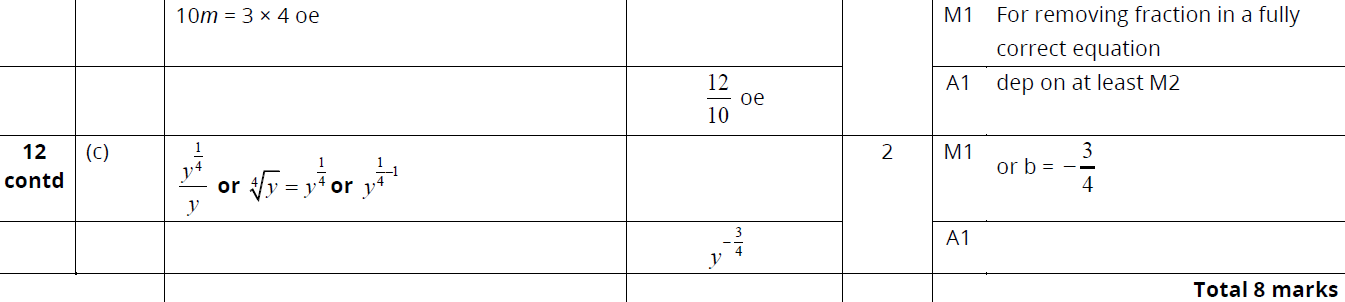 10m = 3 × 4 oe
M1 For removing fraction in a fully
correct equation
12/10 oe
A1 dep on at least M2
12 contd
(c)
y^(1/4)/y or ∜y = y^(1/4) or y^(1/4 −1)
2
M1 or b = −3/4
y^(−3/4)
A1
Total 8 marks